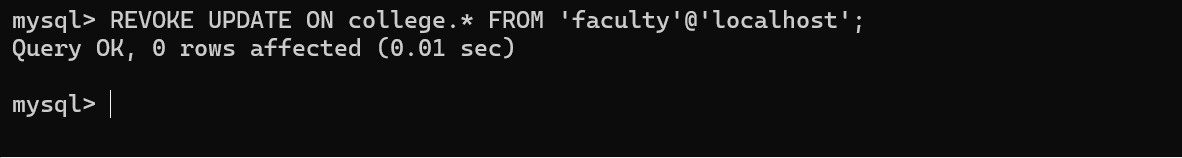 mysql> REVOKE UPDATE ON college.* FROM 'faculty'@'localhost';
Query OK, 0 rows affected (0.01 sec)
mysql>